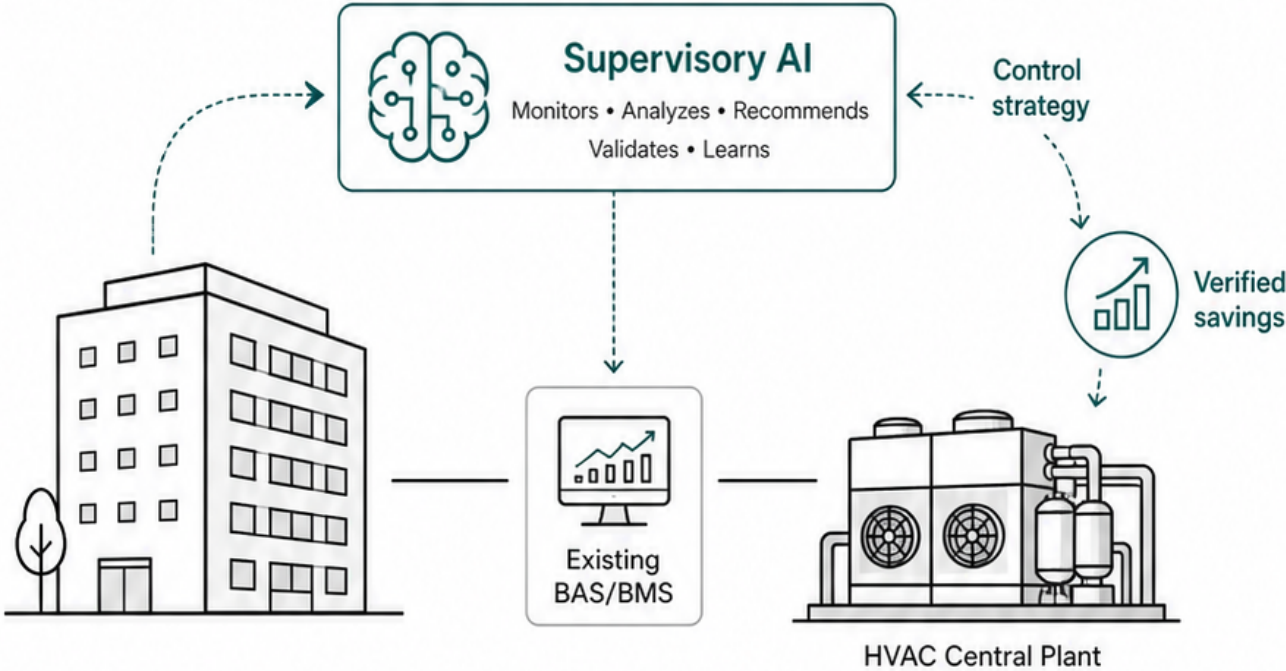 Supervisory AI
Monitors • Analyzes • Recommends
Validates • Learns
Control
strategy
Verified
savings
Existing
BAS/BMS
HVAC Central Plant